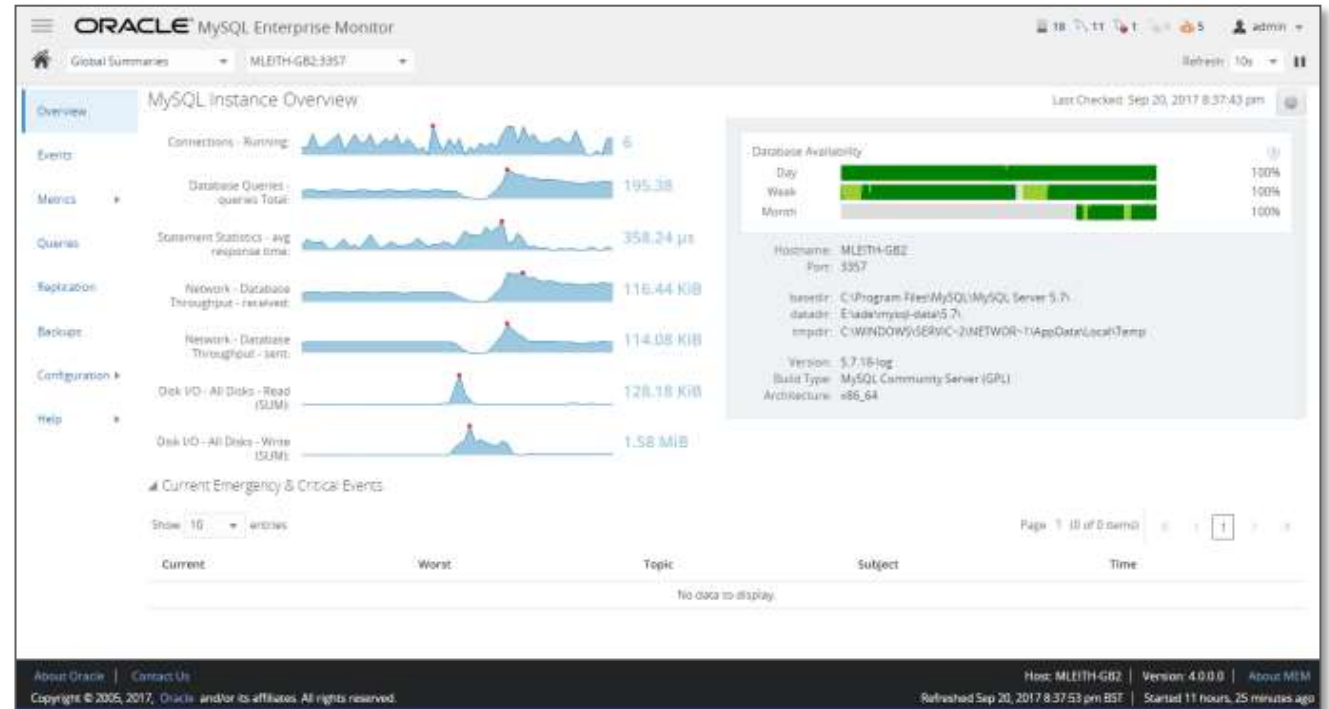 ORACLE MySQL Enterprise Monitor
18 11 1 5 admin
Global Summaries MLEITH-GB2:3357 Refresh: 10s
MySQL Instance Overview Last Checked: Sep 20, 2017 8:37:43 pm
Overview
Events
Metrics
Queries
Replication
Backups
Configuration
Help
Connections - Running: 6
Database Queries -
queries Total: 195.38
Statement Statistics - avg
response time: 358.24 µs
Network - Database
Throughput - received: 116.44 KiB
Network - Database
Throughput - sent: 114.08 KiB
Disk I/O - All Disks - Read
(SUM): 128.18 KiB
Disk I/O - All Disks - Write
(SUM): 1.58 MiB
Database Availability
Day 100%
Week 100%
Month 100%
Hostname: MLEITH-GB2
Port: 3357
basedir: C:\Program Files\MySQL\MySQL Server 5.7\
datadir: E:\ade\mysql-data\5.7\
tmpdir: C:\WINDOWS\SERVIC~2\NETWOR~1\AppData\Local\Temp
Version: 5.7.18-log
Build Type: MySQL Community Server (GPL)
Architecture: x86_64
Current Emergency & Critical Events
Show 10 entries Page 1 (0 of 0 items) 1
Current Worst Topic Subject Time
No data to display.
About Oracle | Contact Us Host: MLEITH-GB2 | Version: 4.0.0.0 | About MEM
Copyright © 2005, 2017, Oracle and/or its affiliates. All rights reserved. Refreshed Sep 20, 2017 8:37:53 pm BST | Started 11 hours, 25 minutes ago